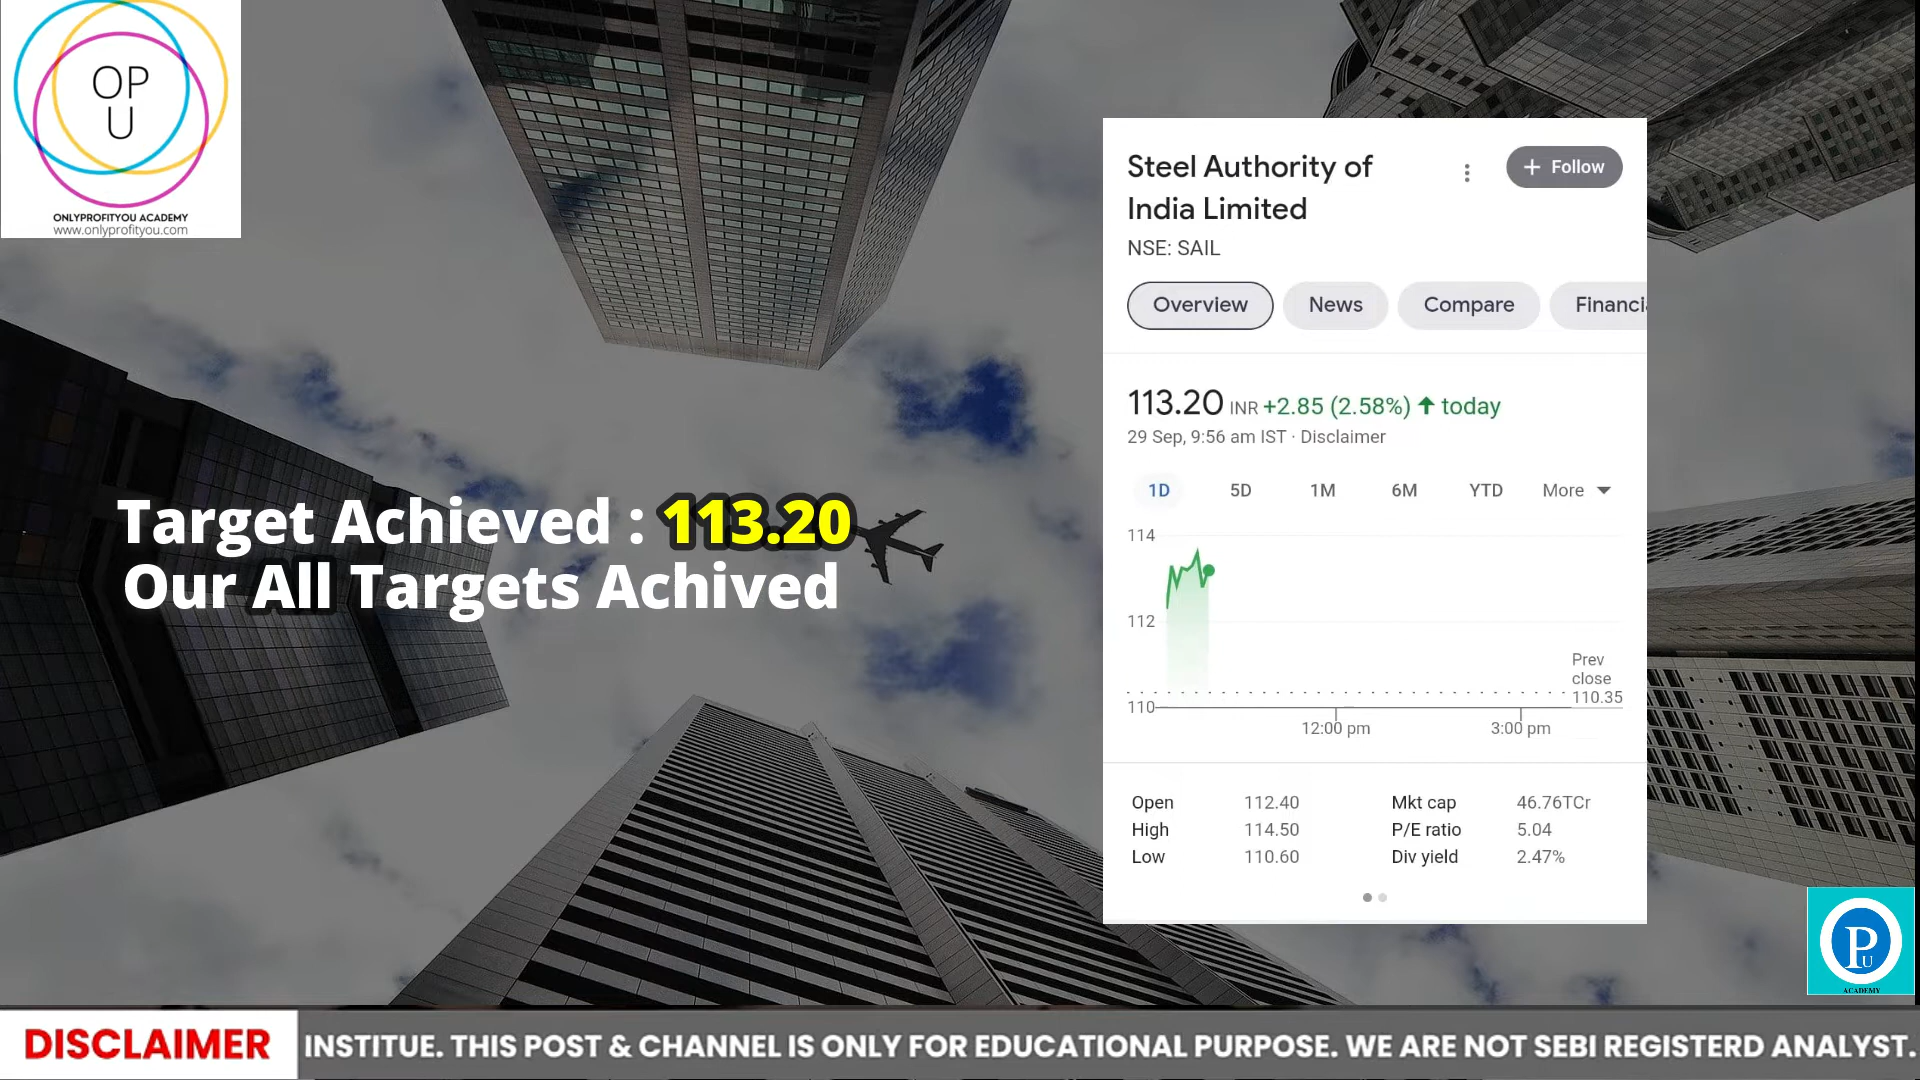 OP
U
ONLYPROFITYOU ACADEMY
www.onlyprofityou.com
Target Achieved : 113.20
Our All Targets Achived
Steel Authority of
India Limited
+ Follow
NSE: SAIL
Overview News Compare Financi
113.20 INR +2.85 (2.58%) ↑ today
29 Sep, 9:56 am IST · Disclaimer
1D 5D 1M 6M YTD More
114
112
110
Prev
close
110.35
12:00 pm 3:00 pm
Open 112.40 Mkt cap 46.76TCr
High 114.50 P/E ratio 5.04
Low 110.60 Div yield 2.47%
P
U
ACADEMY
DISCLAIMER INSTITUE. THIS POST & CHANNEL IS ONLY FOR EDUCATIONAL PURPOSE. WE ARE NOT SEBI REGISTERD ANALYST.